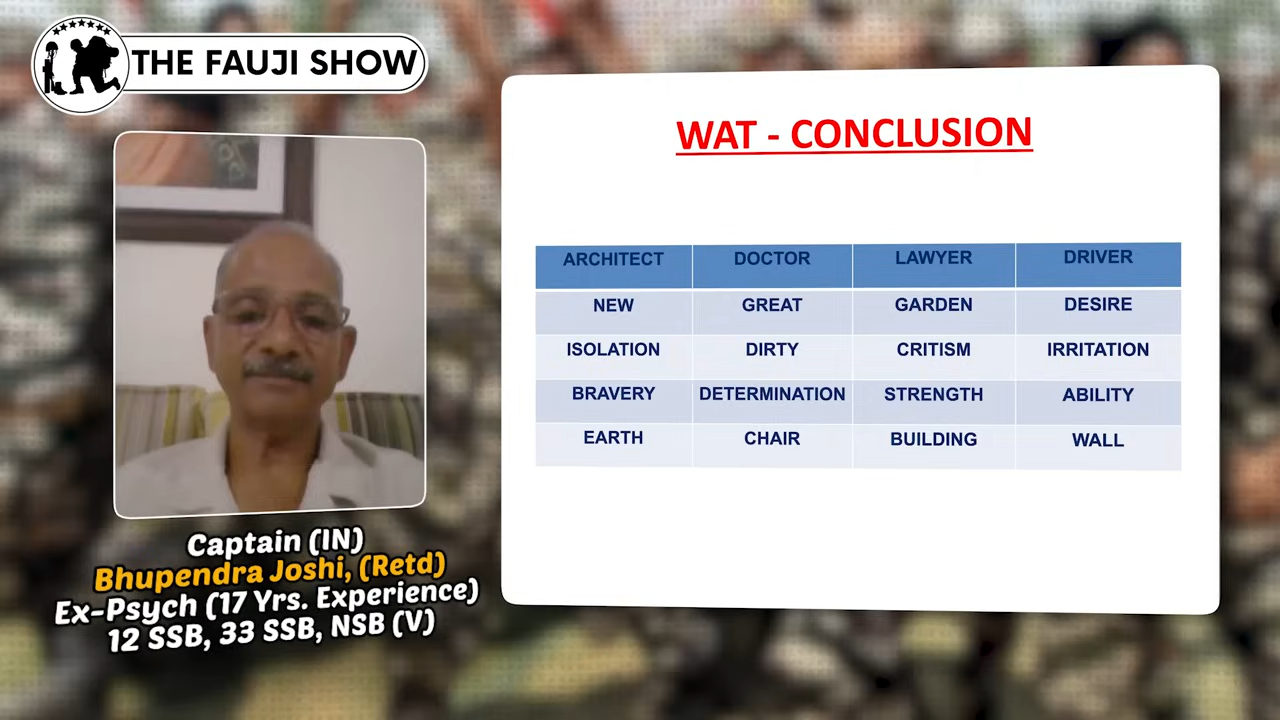 THE FAUJI SHOW
WAT - CONCLUSION
ARCHITECT DOCTOR LAWYER DRIVER
NEW GREAT GARDEN DESIRE
ISOLATION DIRTY CRITISM IRRITATION
BRAVERY DETERMINATION STRENGTH ABILITY
EARTH CHAIR BUILDING WALL
Captain (IN)
Bhupendra Joshi, (Retd)
Ex-Psych (17 Yrs. Experience)
12 SSB, 33 SSB, NSB (V)